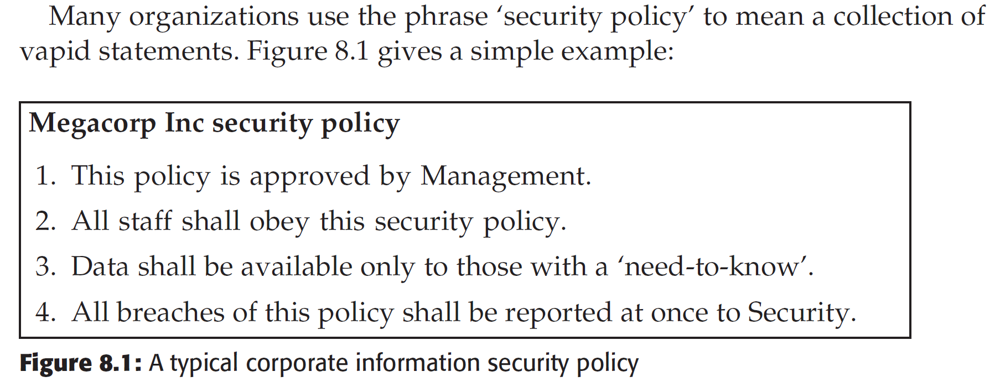 Many organizations use the phrase ‘security policy’ to mean a collection of
vapid statements. Figure 8.1 gives a simple example:
Megacorp Inc security policy
1. This policy is approved by Management.
2. All staff shall obey this security policy.
3. Data shall be available only to those with a ‘need-to-know’.
4. All breaches of this policy shall be reported at once to Security.
Figure 8.1: A typical corporate information security policy